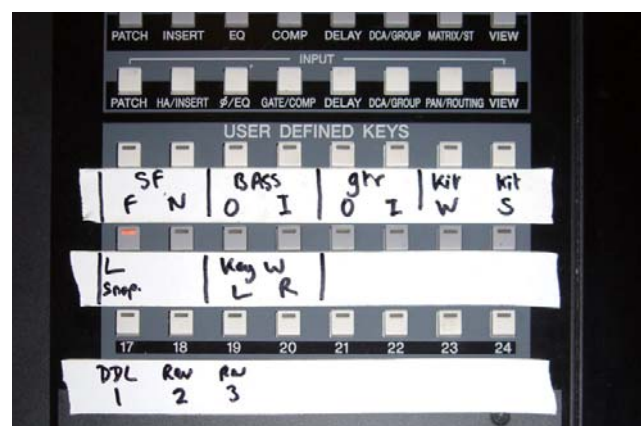 PATCH INSERT EQ COMP DELAY DCA/GROUP MATRIX/ST VIEW
INPUT
PATCH HA/INSERT ϕ/EQ GATE/COMP DELAY DCA/GROUP PAN/ROUTING VIEW
USER DEFINED KEYS
SF BASS gtr Kit Kit
F N O I O I W S
L Key W
Snap. L R
17 18 19 20 21 22 23 24
DDL Rev
1 2 3